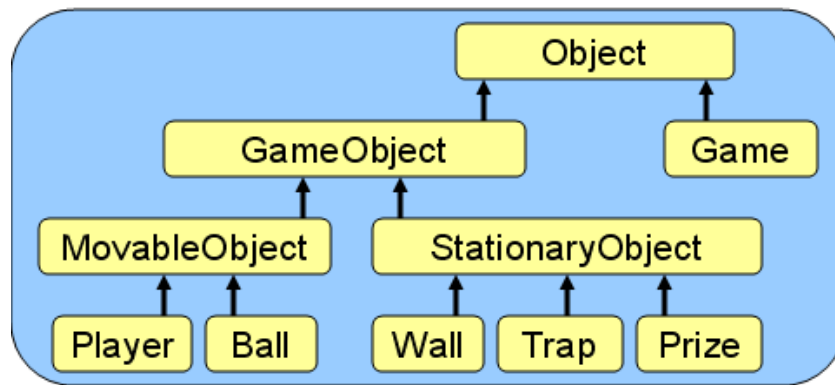 Object
GameObject
Game
MovableObject
StationaryObject
Player
Ball
Wall
Trap
Prize